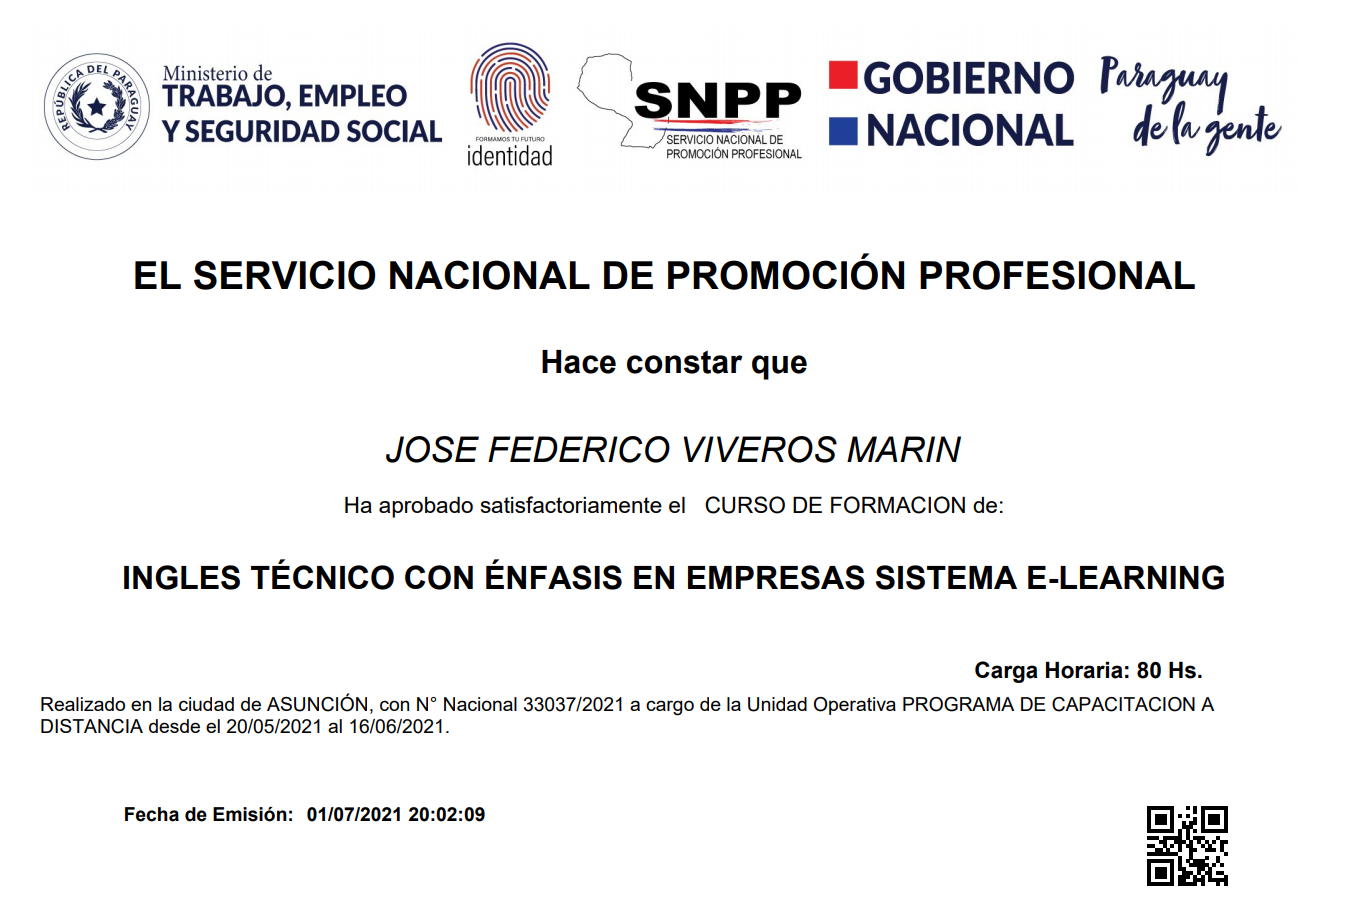 REPÚBLICA DEL PARAGUAY
Ministerio de
TRABAJO, EMPLEO
Y SEGURIDAD SOCIAL
FORMAMOS TU FUTURO
identidad
SNPP
SERVICIO NACIONAL DE
PROMOCIÓN PROFESIONAL
GOBIERNO
NACIONAL
Paraguay
de la gente
EL SERVICIO NACIONAL DE PROMOCIÓN PROFESIONAL
Hace constar que
JOSE FEDERICO VIVEROS MARIN
Ha aprobado satisfactoriamente el CURSO DE FORMACION de:
INGLES TÉCNICO CON ÉNFASIS EN EMPRESAS SISTEMA E-LEARNING
Carga Horaria: 80 Hs.
Realizado en la ciudad de ASUNCIÓN, con N° Nacional 33037/2021 a cargo de la Unidad Operativa PROGRAMA DE CAPACITACION A
DISTANCIA desde el 20/05/2021 al 16/06/2021.
Fecha de Emisión: 01/07/2021 20:02:09